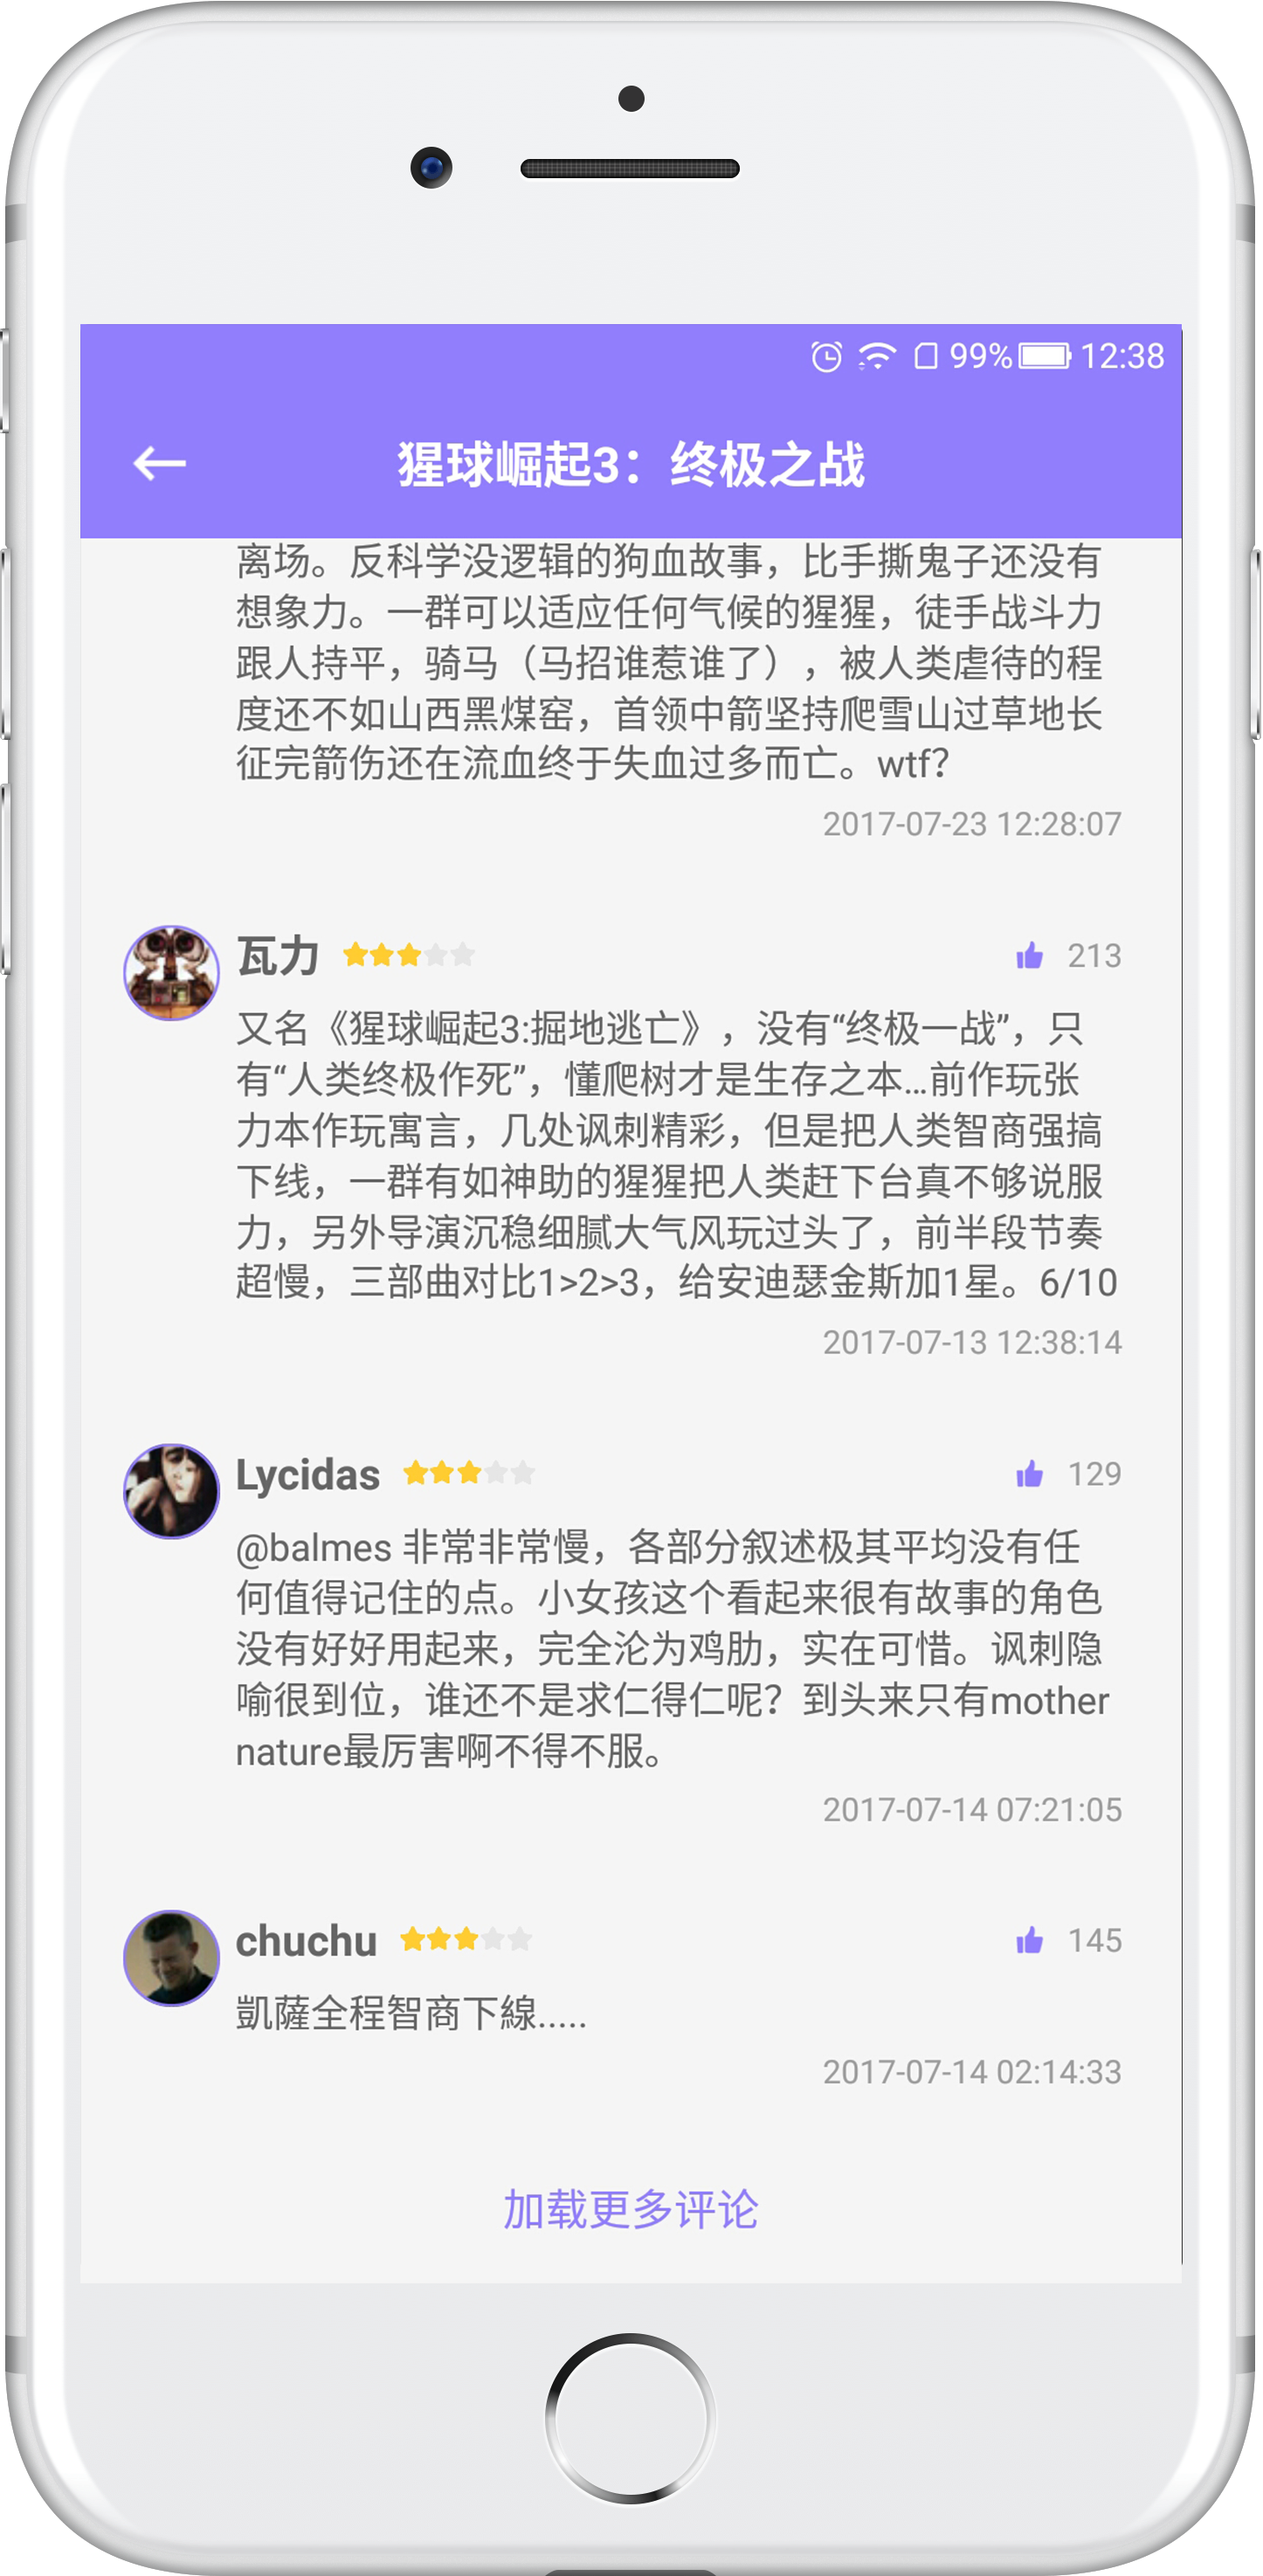 99% 12:38
猩球崛起3：终极之战
离场。反科学没逻辑的狗血故事，比手撕鬼子还没有
想象力。一群可以适应任何气候的猩猩，徒手战斗力
跟人持平，骑马（马招谁惹谁了），被人类虐待的程
度还不如山西黑煤窑，首领中箭坚持爬雪山过草地长
征完箭伤还在流血终于失血过多而亡。wtf？
2017-07-23 12:28:07
瓦力 213
又名《猩球崛起3:掘地逃亡》，没有“终极一战”，只
有“人类终极作死”，懂爬树才是生存之本...前作玩张
力本作玩寓言，几处讽刺精彩，但是把人类智商强搞
下线，一群有如神助的猩猩把人类赶下台真不够说服
力，另外导演沉稳细腻大气风玩过头了，前半段节奏
超慢，三部曲对比1>2>3，给安迪瑟金斯加1星。6/10
2017-07-13 12:38:14
Lycidas 129
@balmes 非常非常慢，各部分叙述极其平均没有任
何值得记住的点。小女孩这个看起来很有故事的角色
没有好好用起来，完全沦为鸡肋，实在可惜。讽刺隐
喻很到位，谁还不是求仁得仁呢？到头来只有mother
nature最厉害啊不得不服。
2017-07-14 07:21:05
chuchu 145
凱薩全程智商下線.....
2017-07-14 02:14:33
加载更多评论